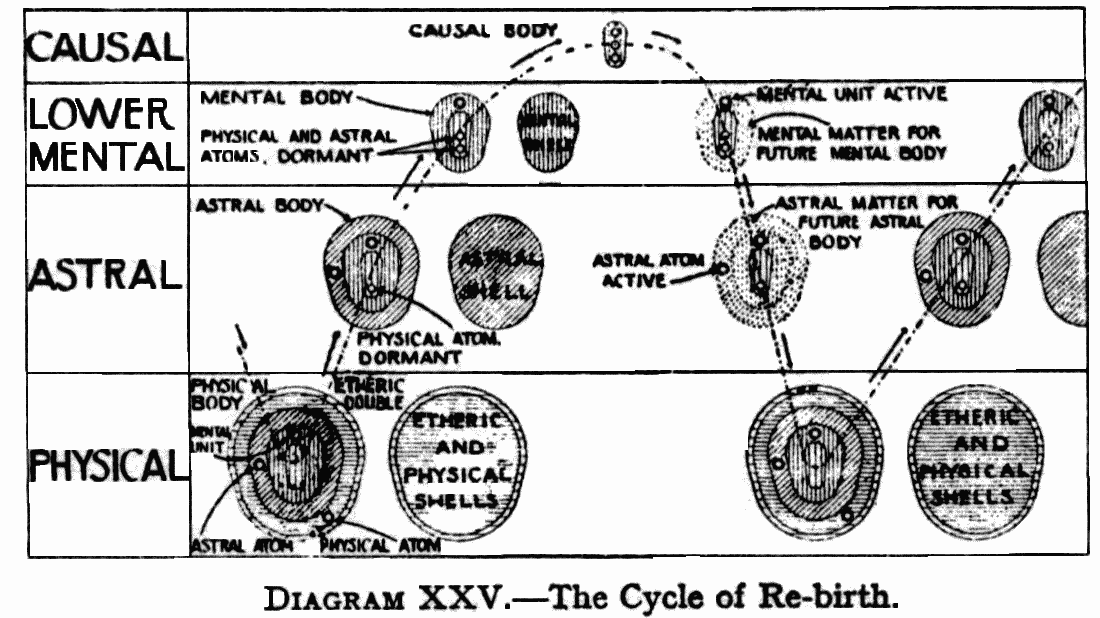 CAUSAL
CAUSAL BODY
LOWER
MENTAL
MENTAL BODY
PHYSICAL AND ASTRAL
ATOMS, DORMANT
MENTAL
SHELL
MENTAL UNIT ACTIVE
MENTAL MATTER FOR
FUTURE MENTAL BODY
ASTRAL
ASTRAL BODY
ASTRAL
SHELL
PHYSICAL ATOM.
DORMANT
ASTRAL ATOM
ACTIVE
ASTRAL MATTER FOR
FUTURE ASTRAL
BODY
PHYSICAL
PHYSICAL
BODY
ETHERIC
DOUBLE
MENTAL
UNIT
ASTRAL ATOM
PHYSICAL ATOM
ETHERIC
AND
PHYSICAL
SHELLS
ETHERIC
AND
PHYSICAL
SHELLS
DIAGRAM XXV.—The Cycle of Re-birth.